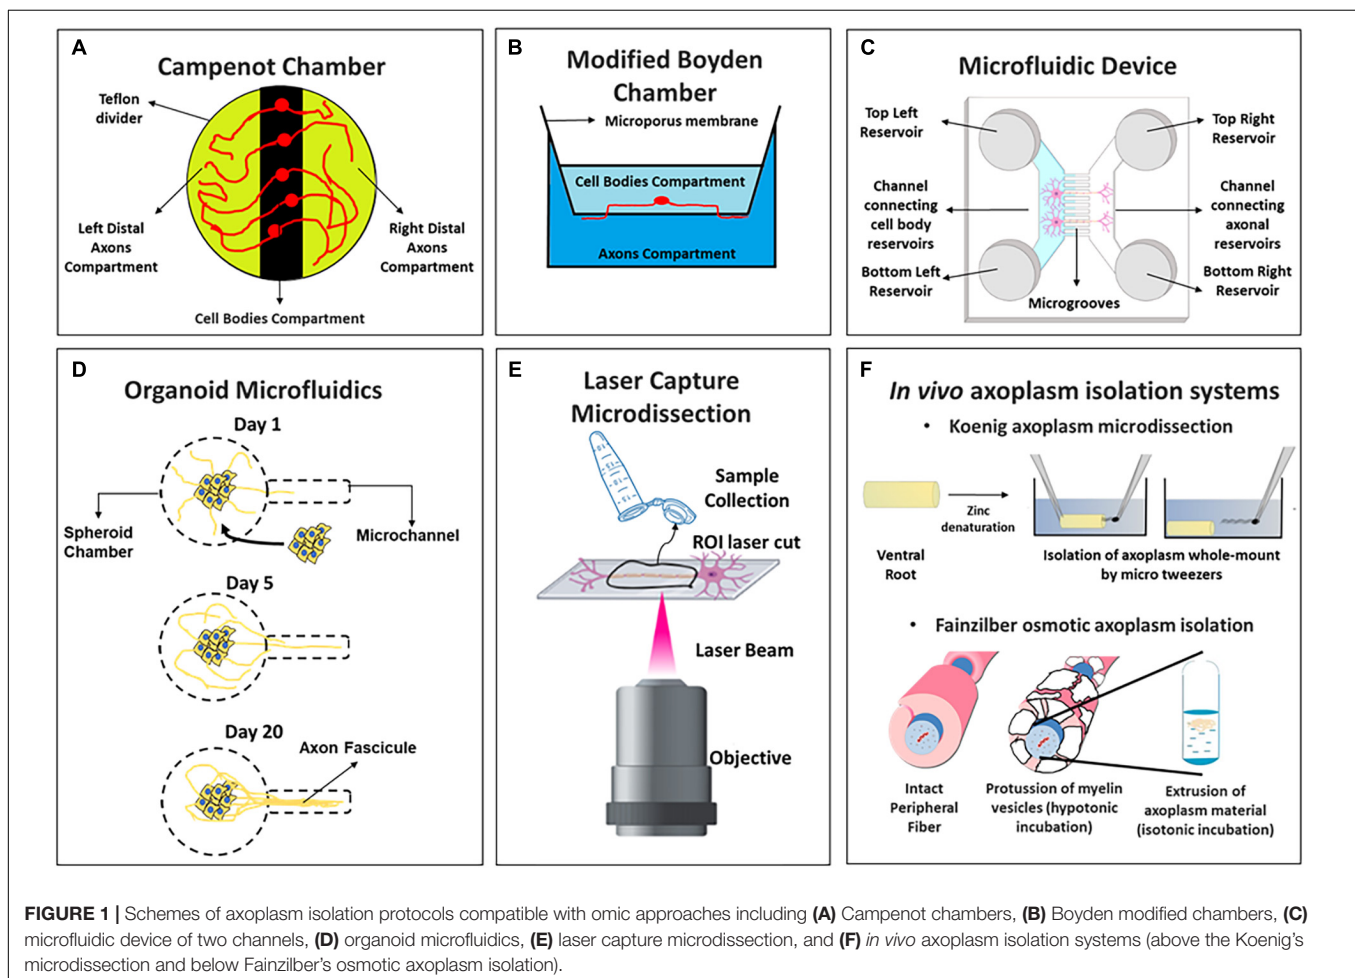 A
Campenot Chamber
Teflon
divider
Left Distal
Axons
Compartment
Right Distal
Axons
Compartment
Cell Bodies Compartment
B
Modified Boyden
Chamber
Microporus membrane
Cell Bodies Compartment
Axons Compartment
C
Microfluidic Device
Top Left
Reservoir
Top Right
Reservoir
Channel
connecting
cell body
reservoirs
Channel
connecting
axonal
reservoirs
Bottom Left
Reservoir
Bottom Right
Reservoir
Microgrooves
D
Organoid Microfluidics
Day 1
Spheroid
Chamber
Microchannel
Day 5
Day 20
Axon Fascicule
E
Laser Capture
Microdissection
Sample
Collection
ROI laser cut
Laser Beam
Objective
F
In vivo axoplasm isolation systems
• Koenig axoplasm microdissection
Zinc
denaturation
Ventral
Root
Isolation of axoplasm whole-mount
by micro tweezers
• Fainzilber osmotic axoplasm isolation
Intact
Peripheral
Fiber
Protussion of myelin
vesicles (hypotonic
incubation)
Extrusion of
axoplasm material
(isotonic incubation)
FIGURE 1 | Schemes of axoplasm isolation protocols compatible with omic approaches including (A) Campenot chambers, (B) Boyden modified chambers, (C)
microfluidic device of two channels, (D) organoid microfluidics, (E) laser capture microdissection, and (F) in vivo axoplasm isolation systems (above the Koenig's
microdissection and below Fainzilber's osmotic axoplasm isolation).